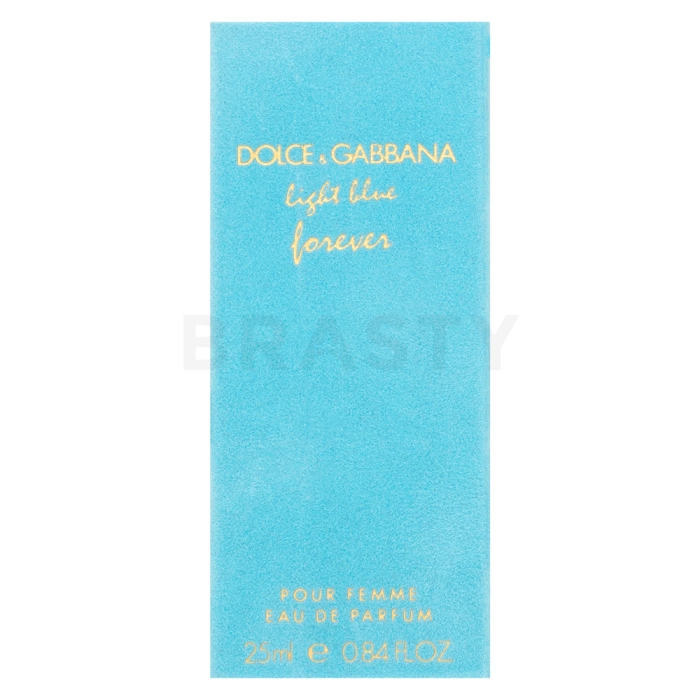 DOLCE & GABBANA
light blue
forever
BRASTY
POUR FEMME
EAU DE PARFUM
25ml ℮ 0.84 FL.OZ.